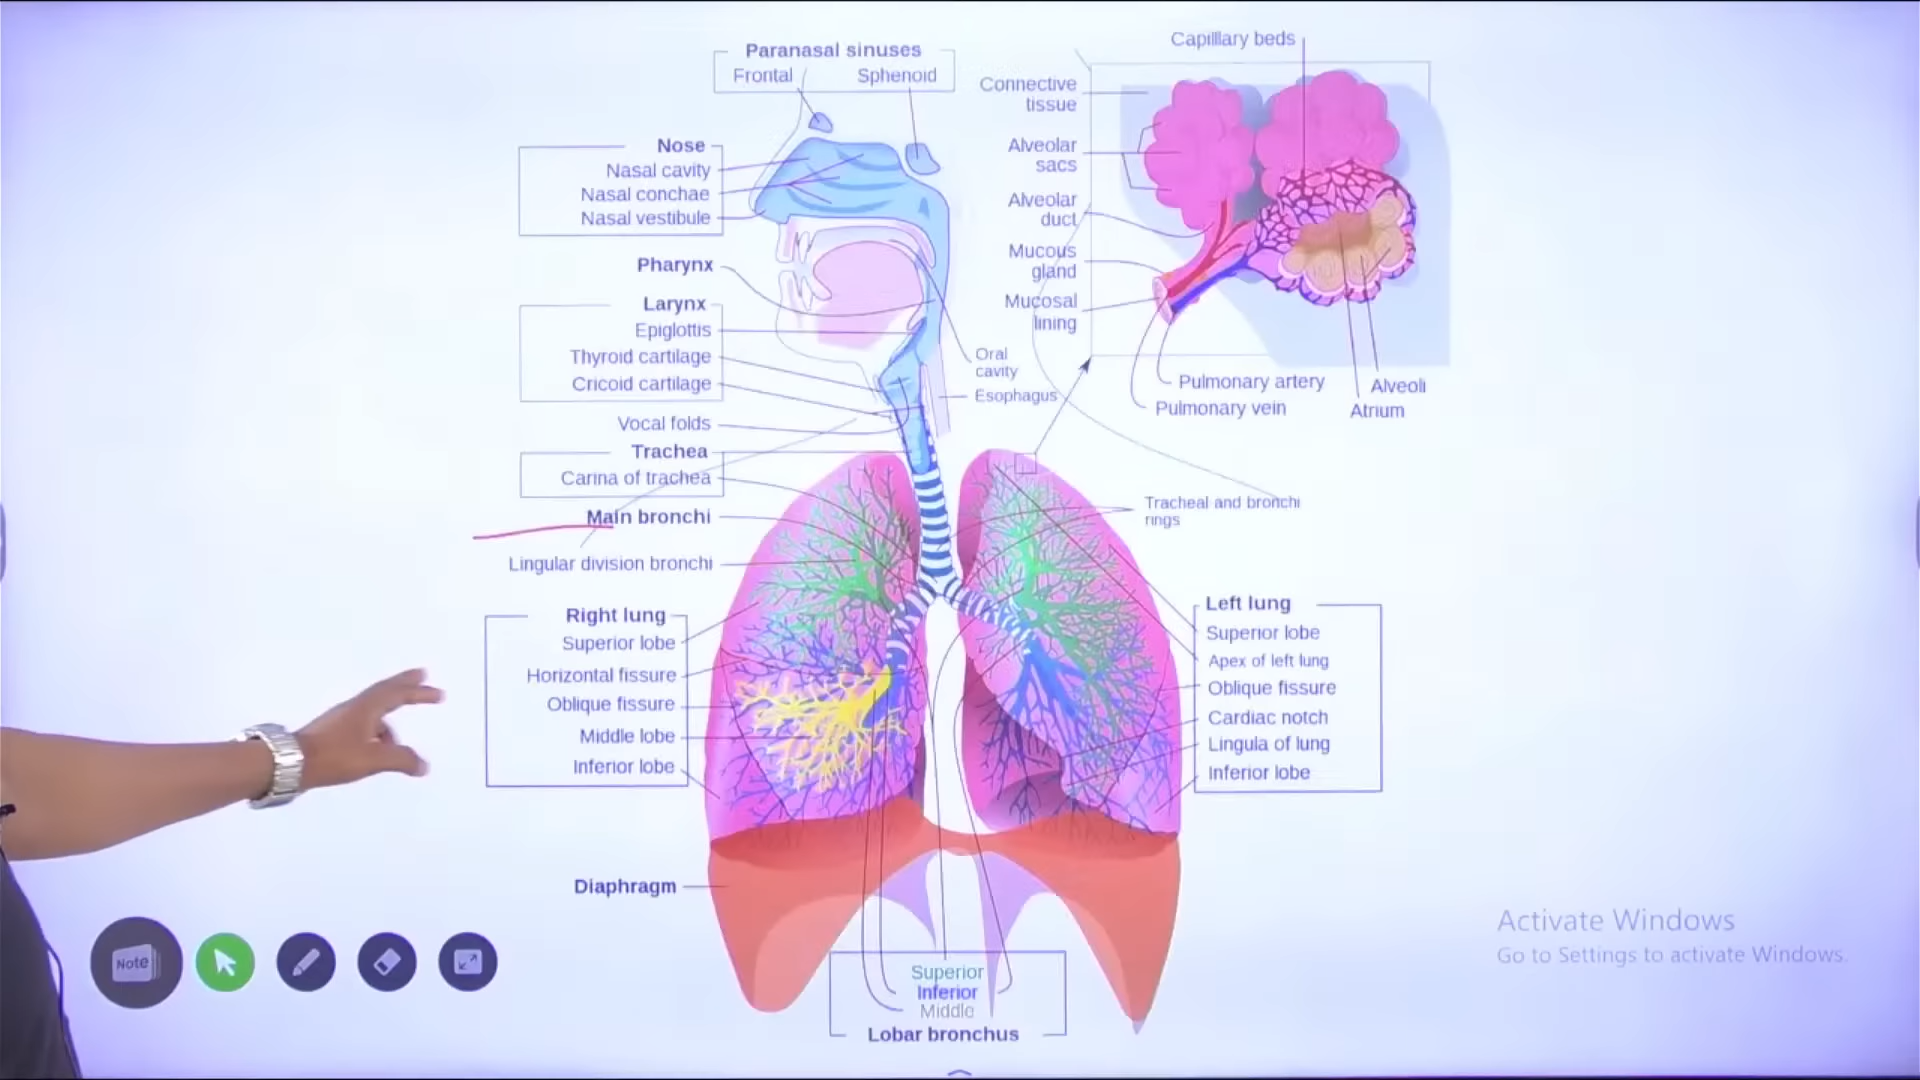 Paranasal sinuses
Frontal
Sphenoid
Nose
Nasal cavity
Nasal conchae
Nasal vestibule
Pharynx
Larynx
Epiglottis
Thyroid cartilage
Cricoid cartilage
Vocal folds
Trachea
Carina of trachea
Main bronchi
Lingular division bronchi
Right lung
Superior lobe
Horizontal fissure
Oblique fissure
Middle lobe
Inferior lobe
Diaphragm
Capilllary beds
Connective
tissue
Alveolar
sacs
Alveolar
duct
Mucous
gland
Mucosal
lining
Pulmonary artery
Pulmonary vein
Alveoli
Atrium
Oral
cavity
Esophagus
Tracheal and bronchi
rings
Left lung
Superior lobe
Apex of left lung
Oblique fissure
Cardiac notch
Lingula of lung
Inferior lobe
Superior
Inferior
Middle
Lobar bronchus
Note
Activate Windows
Go to Settings to activate Windows.